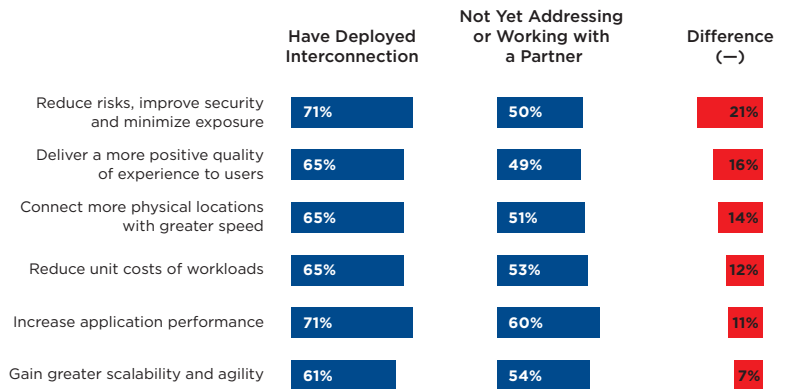 Have Deployed
Interconnection
Not Yet Addressing
or Working with
a Partner
Difference
(—)
Reduce risks, improve security
and minimize exposure
71%
50%
21%
Deliver a more positive quality
of experience to users
65%
49%
16%
Connect more physical locations
with greater speed
65%
51%
14%
Reduce unit costs of workloads
65%
53%
12%
Increase application performance
71%
60%
11%
Gain greater scalability and agility
61%
54%
7%